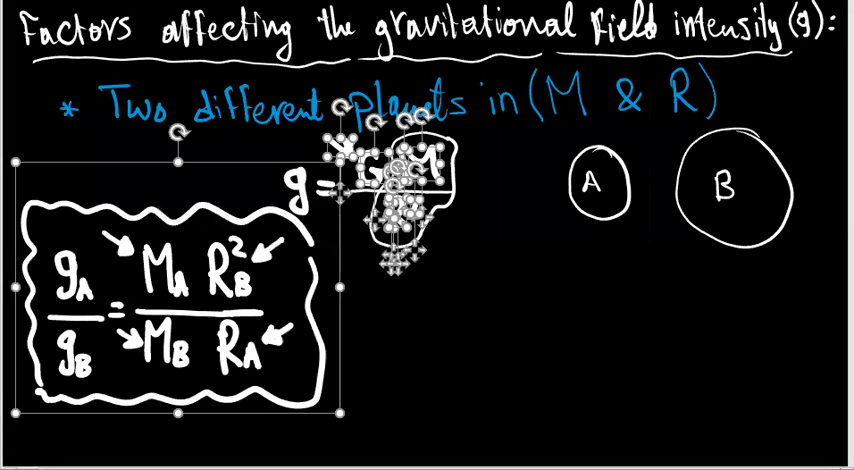 Factors affecting the gravitational field intensity (g):
* Two different planets in (M & R)
g = G M
A
B
gA = MA RB²
gB MB RA